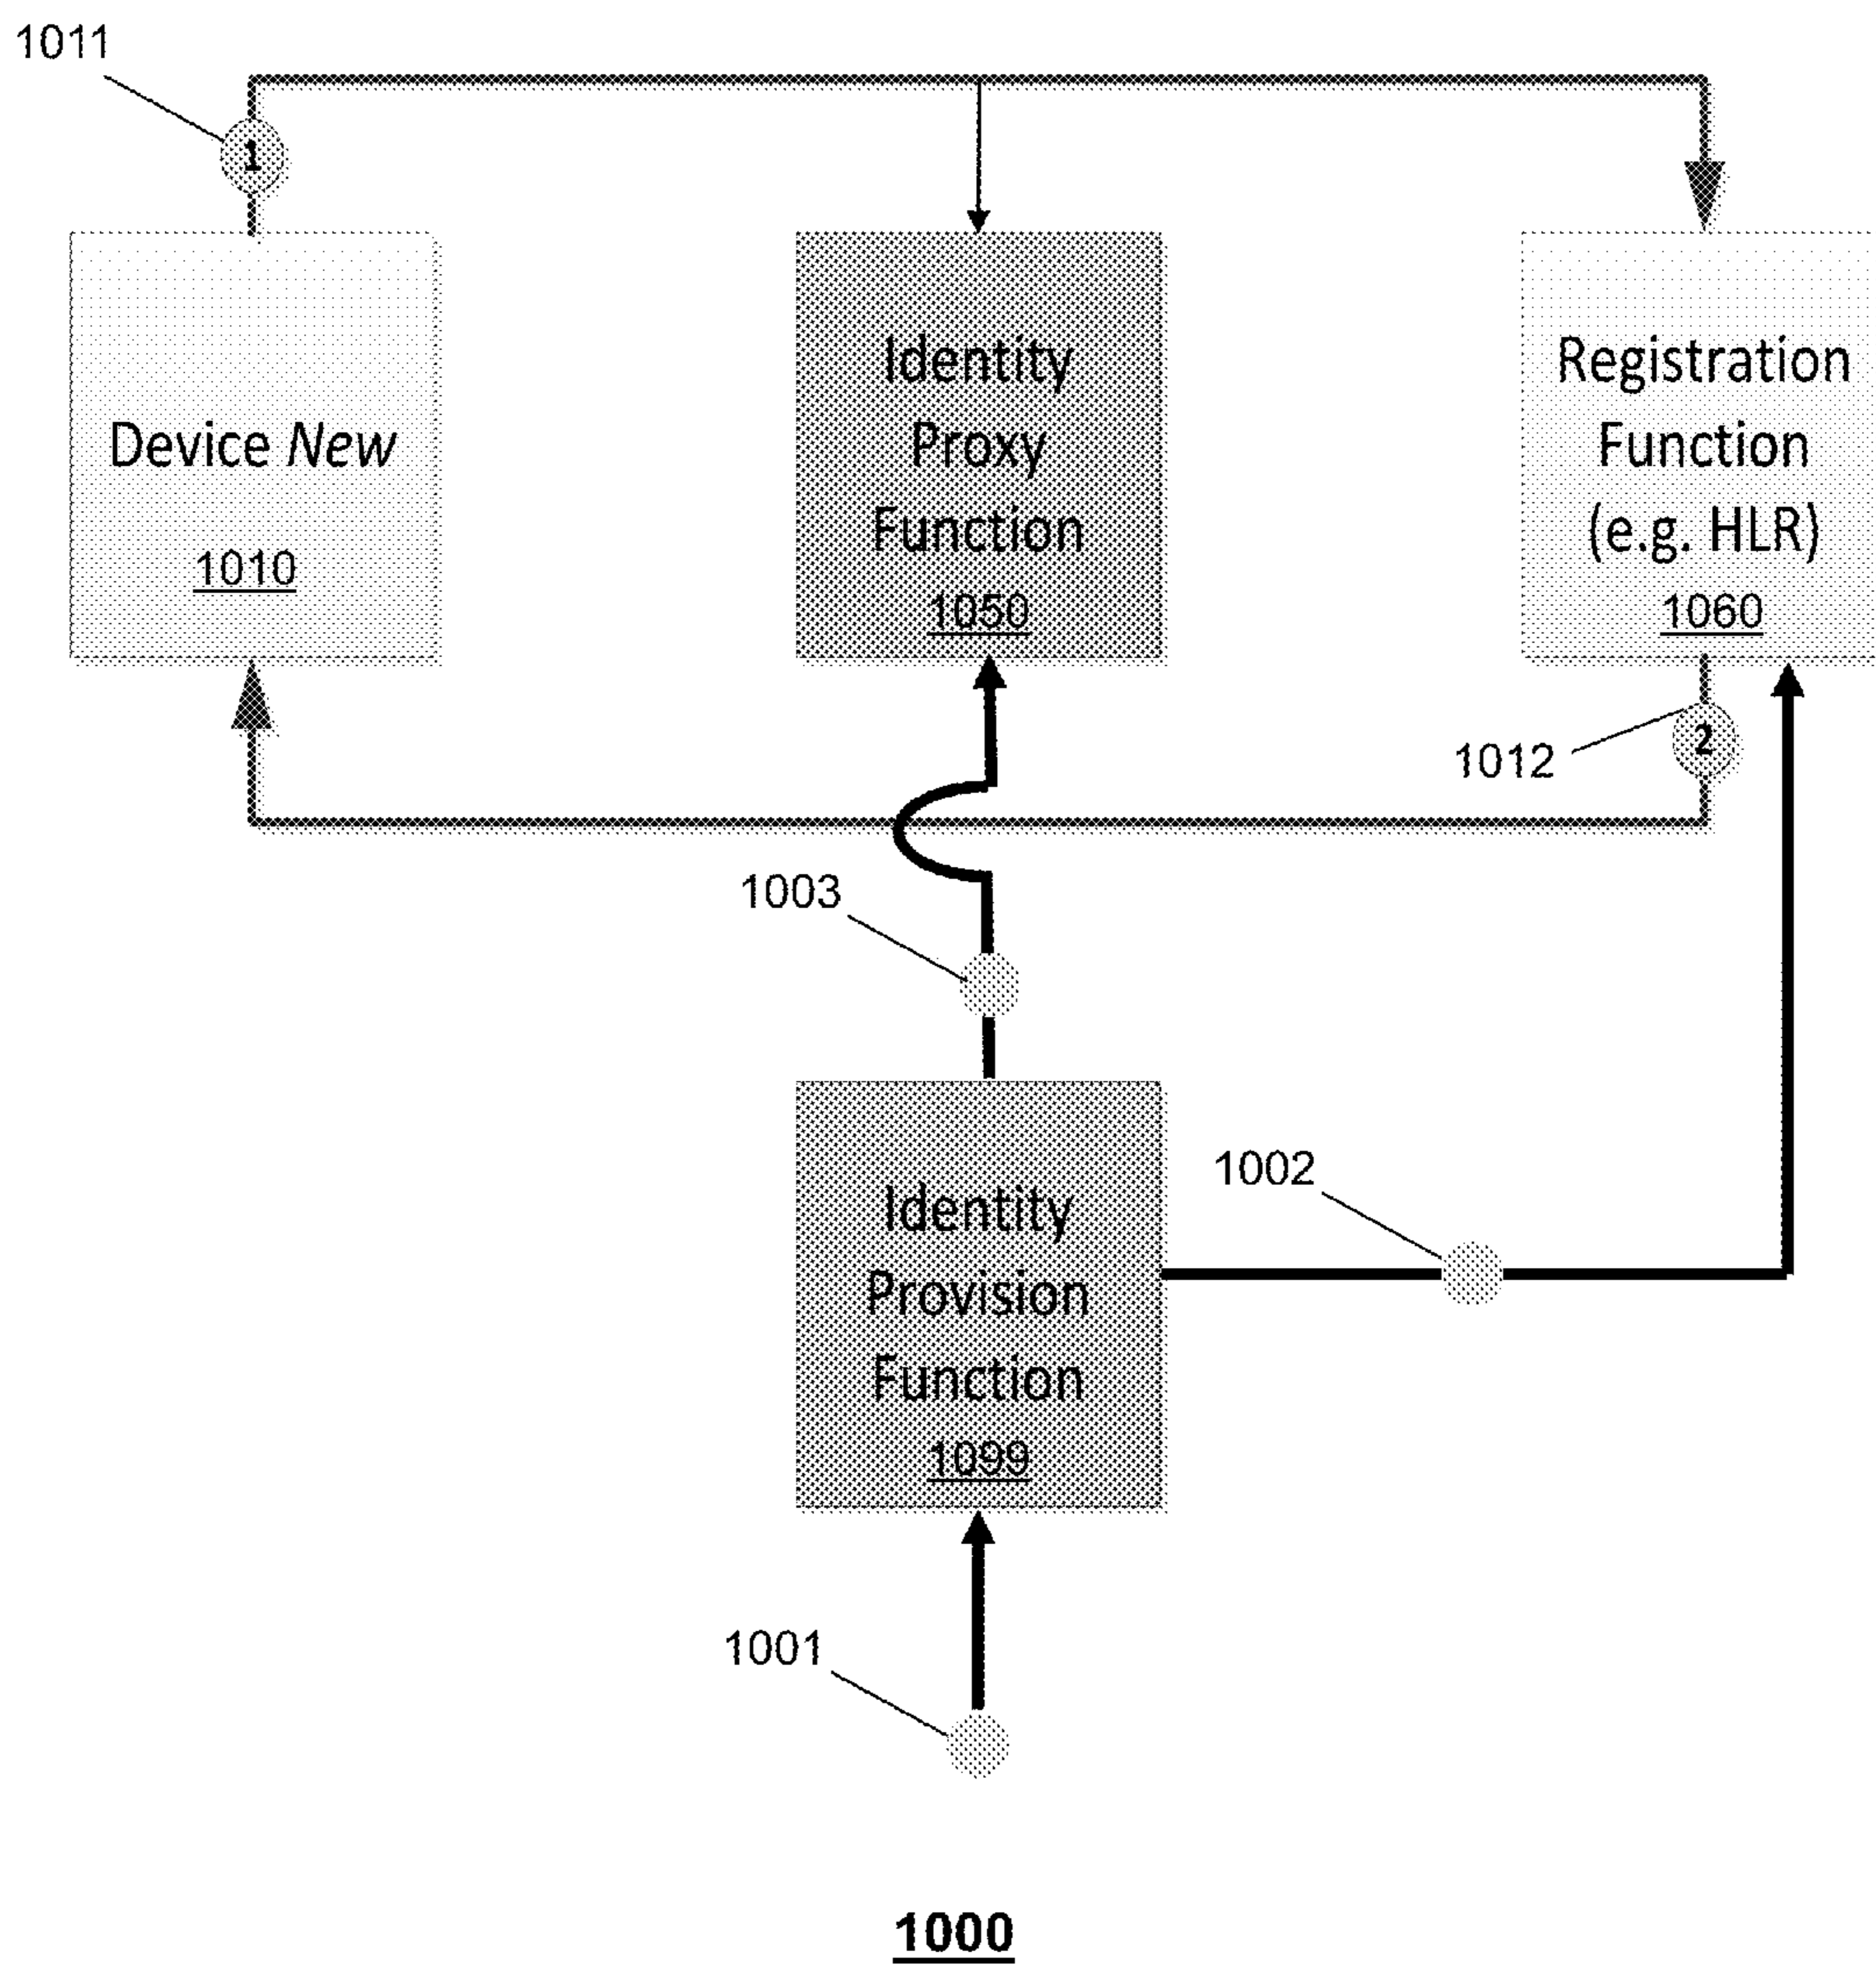 1011
1
Device New
1010
Identity
Proxy
Function
1050
Registration
Function
(e.g. HLR)
1060
2
1012
1003
1002
Identity
Provision
Function
1099
1001
1000